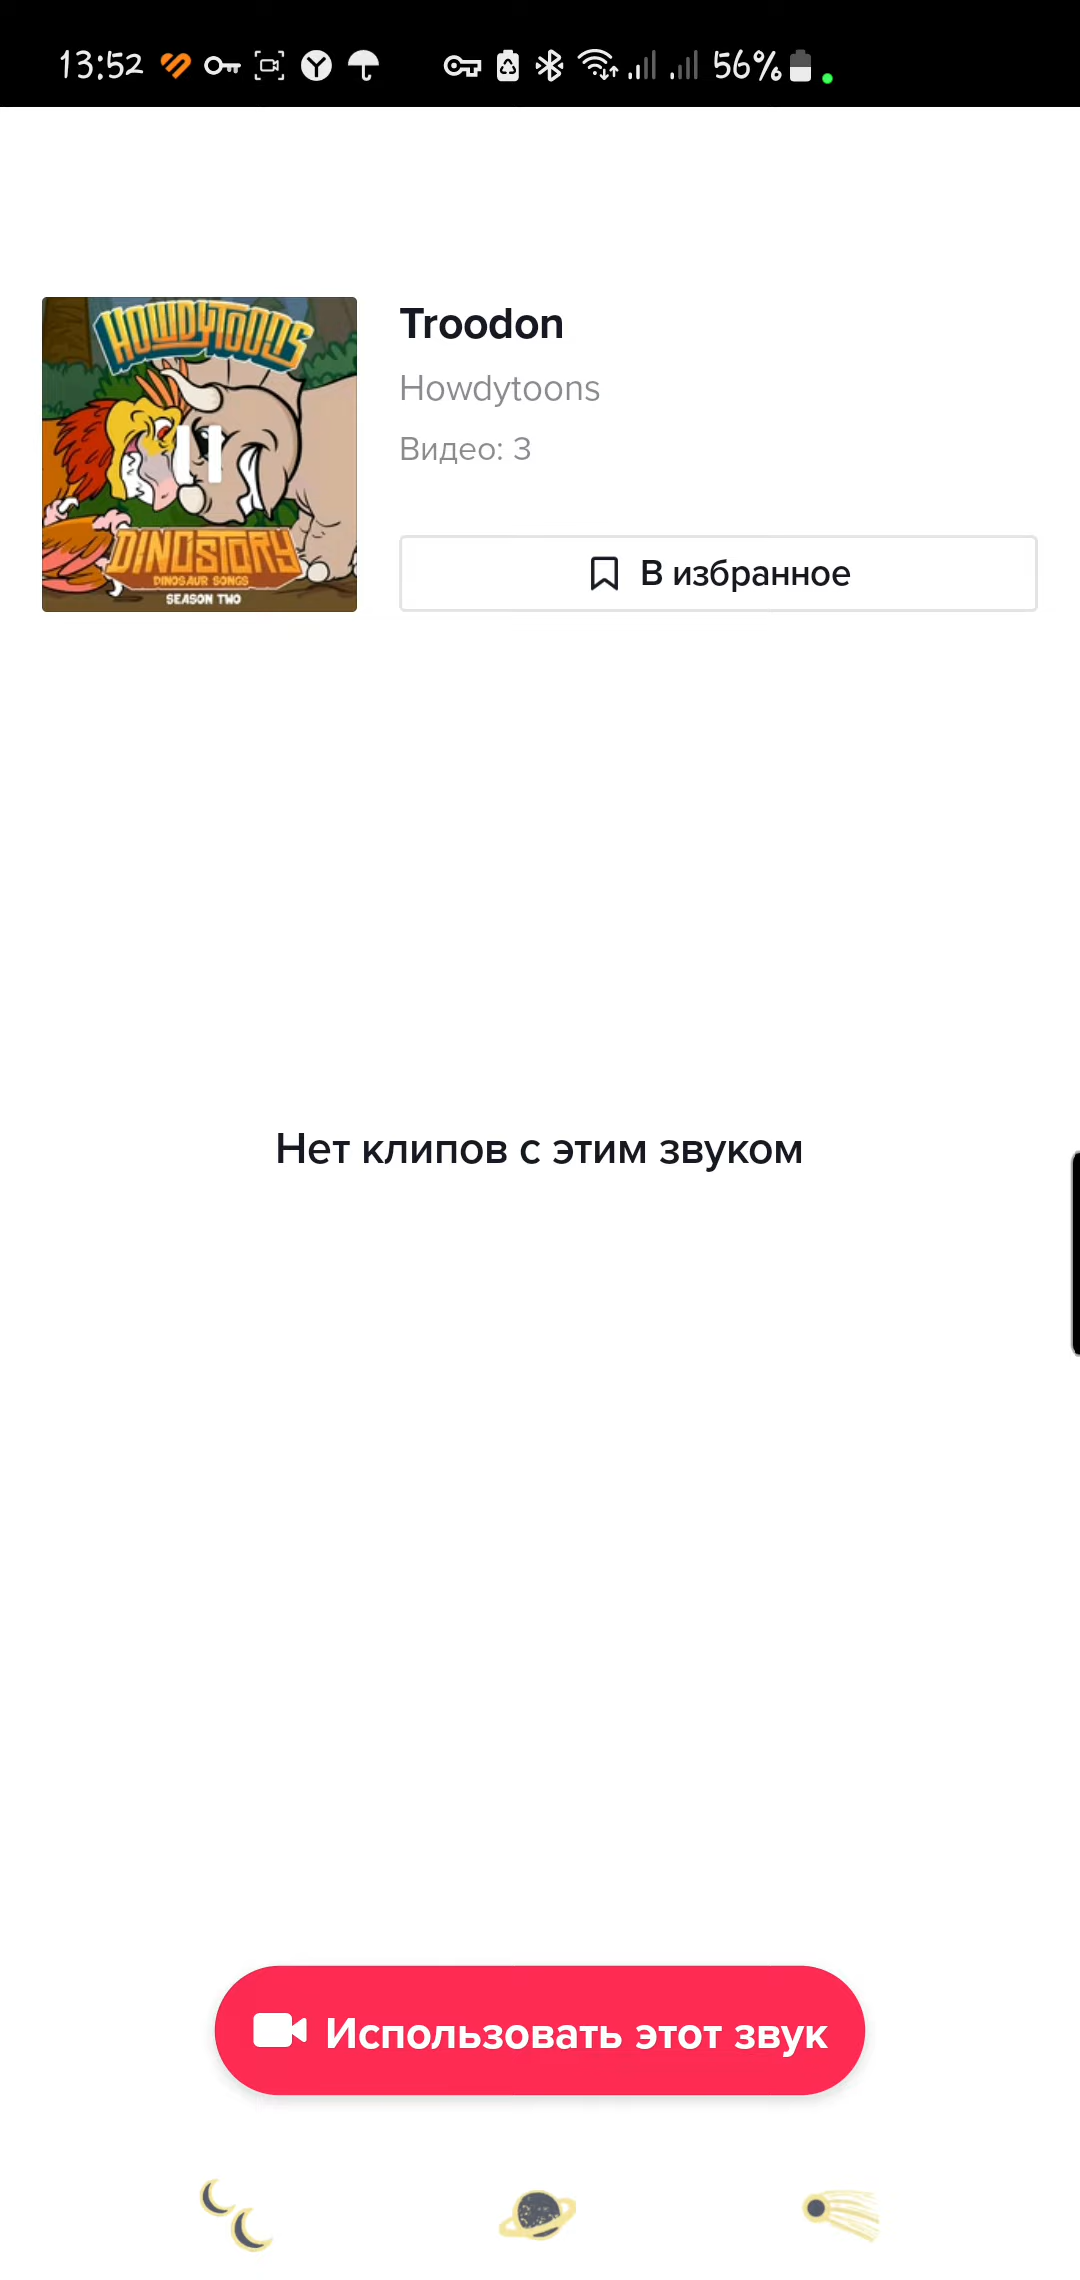 13:52 56%
HOWDYTOONS
DINOSTORY
DINOSAUR SONGS
SEASON TWO
Troodon
Howdytoons
Видео: 3
В избранное
Нет клипов с этим звуком
Использовать этот звук